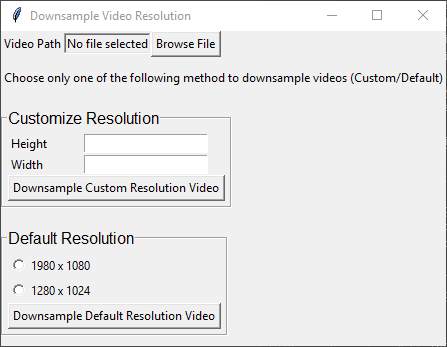 Downsample Video Resolution
Video Path No file selected Browse File
Choose only one of the following method to downsample videos (Custom/Default)
Customize Resolution
Height
Width
Downsample Custom Resolution Video
Default Resolution
1980 x 1080
1280 x 1024
Downsample Default Resolution Video